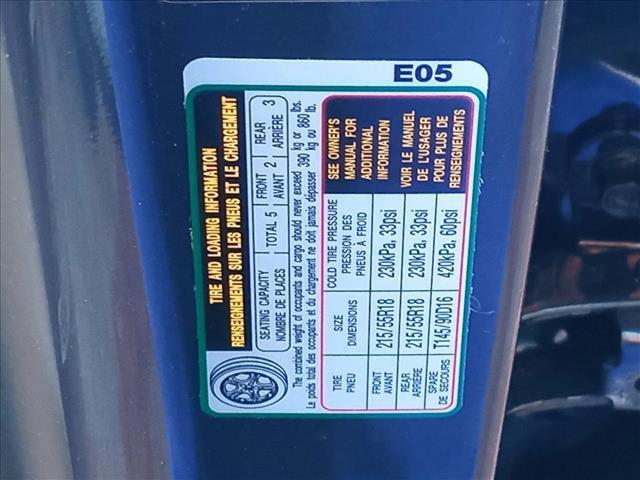 E05
TIRE AND LOADING INFORMATION
RENSEIGNEMENTS SUR LES PNEUS ET LE CHARGEMENT
SEATING CAPACITY TOTAL 5 FRONT 2 REAR 3
NOMBRE DE PLACES AVANT ARRIÈRE
The combined weight of occupants and cargo should never exceed 390 kg or 860 lbs.
Le poids total des occupants et du chargement ne doit jamais dépasser 390 kg ou 860 lb.
TIRE SIZE COLD TIRE PRESSURE
PNEU DIMENSIONS PRESSION DES
PNEUS À FROID
FRONT
AVANT 215/55R18 230kPa, 33psi
REAR
ARRIÈRE 215/55R18 230kPa, 33psi
SPARE
DE SECOURS T145/90D16 420kPa, 60psi
SEE OWNER'S
MANUAL FOR
ADDITIONAL
INFORMATION
VOIR LE MANUEL
DE L'USAGER
POUR PLUS DE
RENSEIGNEMENTS